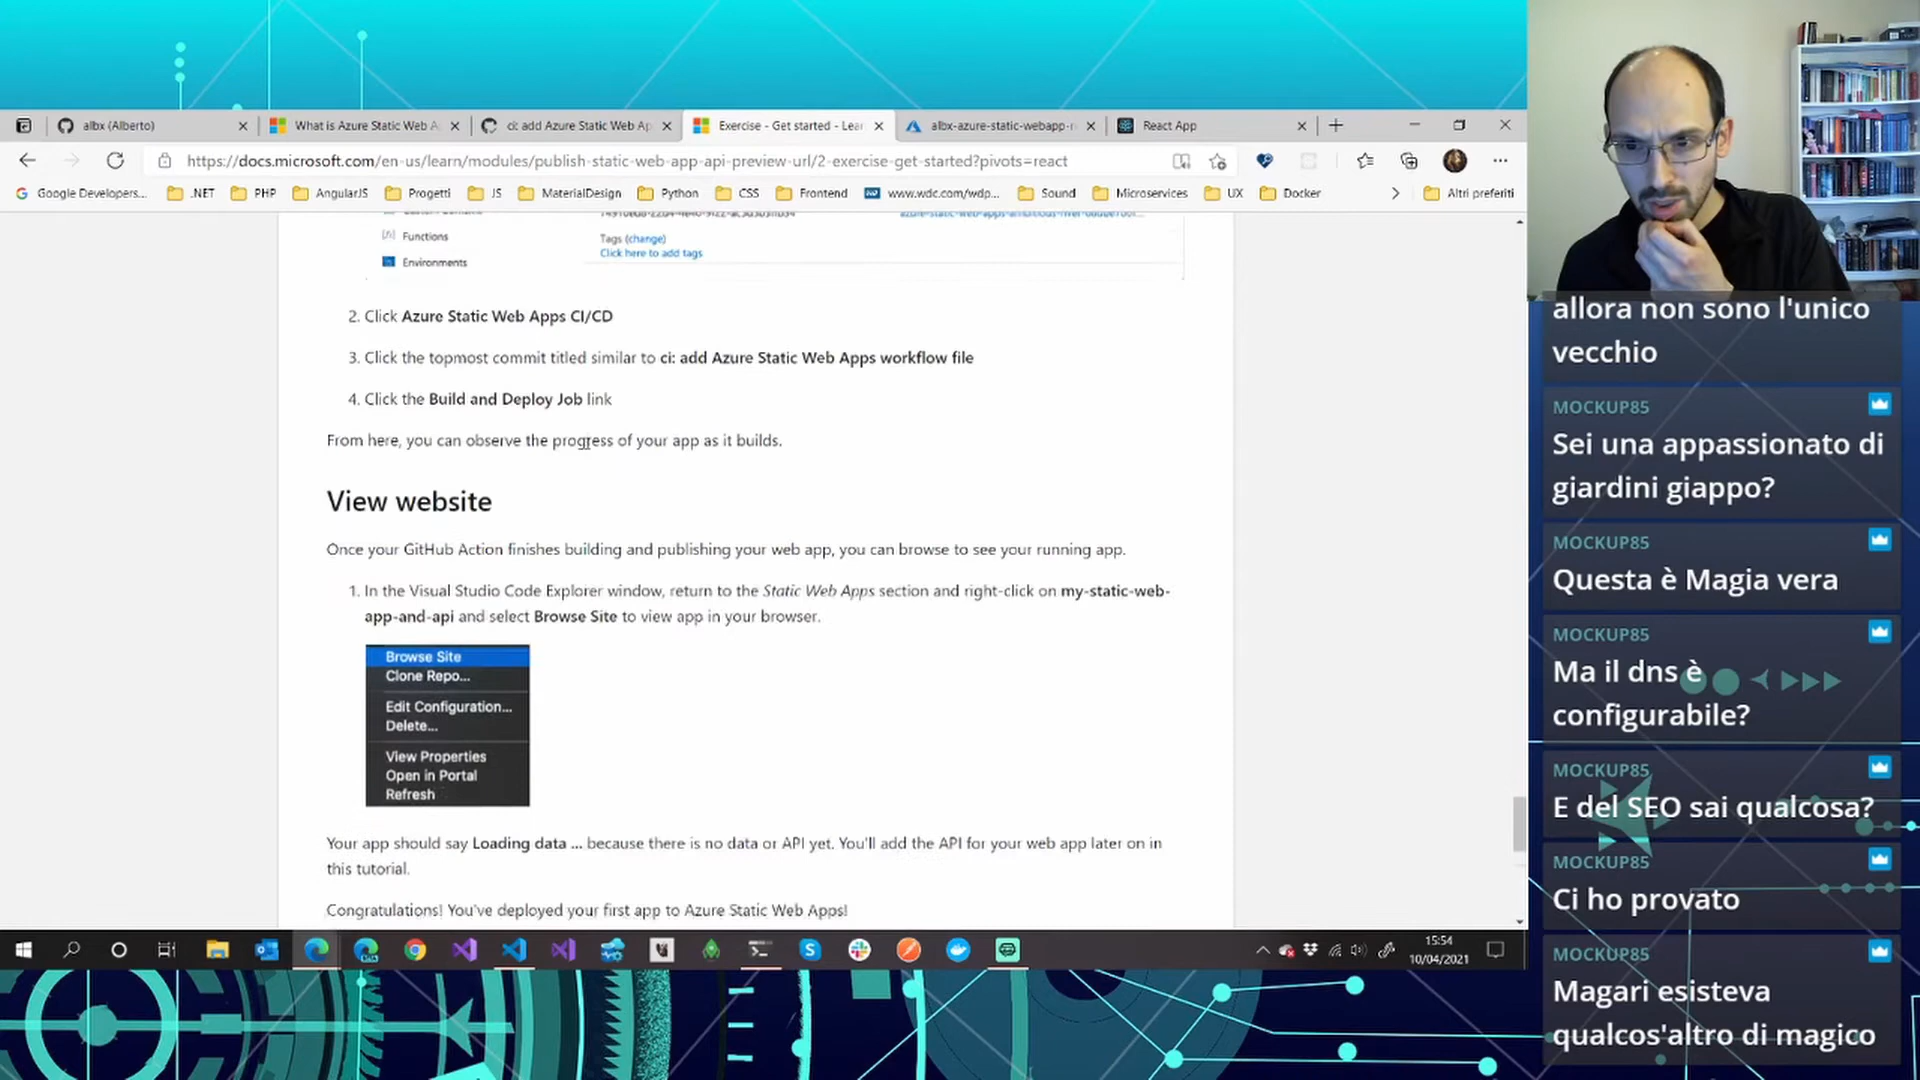 albx (Alberto)
What is Azure Static Web A
ci: add Azure Static Web Ap
Exercise - Get started - Lear
albx-azure-static-webapp-r
React App
https://docs.microsoft.com/en-us/learn/modules/publish-static-web-app-api-preview-url/2-exercise-get-started?pivots=react
Google Developers...
.NET
PHP
AngularJS
Progetti
JS
MaterialDesign
Python
CSS
Frontend
www.wdc.com/wdp...
Sound
Microservices
UX
Docker
Altri preferiti
Functions
Environments
Tags (change)
Click here to add tags
2. Click Azure Static Web Apps CI/CD
3. Click the topmost commit titled similar to ci: add Azure Static Web Apps workflow file
4. Click the Build and Deploy Job link
From here, you can observe the progress of your app as it builds.
View website
Once your GitHub Action finishes building and publishing your web app, you can browse to see your running app.
1. In the Visual Studio Code Explorer window, return to the Static Web Apps section and right-click on my-static-web-
app-and-api and select Browse Site to view app in your browser.
Browse Site
Clone Repo...
Edit Configuration...
Delete...
View Properties
Open in Portal
Refresh
Your app should say Loading data ... because there is no data or API yet. You'll add the API for your web app later on in
this tutorial.
Congratulations! You've deployed your first app to Azure Static Web Apps!
15:54
10/04/2021
allora non sono l'unico
vecchio
MOCKUP85
Sei una appassionato di
giardini giappo?
MOCKUP85
Questa è Magia vera
MOCKUP85
Ma il dns è
configurabile?
MOCKUP85
E del SEO sai qualcosa?
MOCKUP85
Ci ho provato
MOCKUP85
Magari esisteva
qualcos'altro di magico